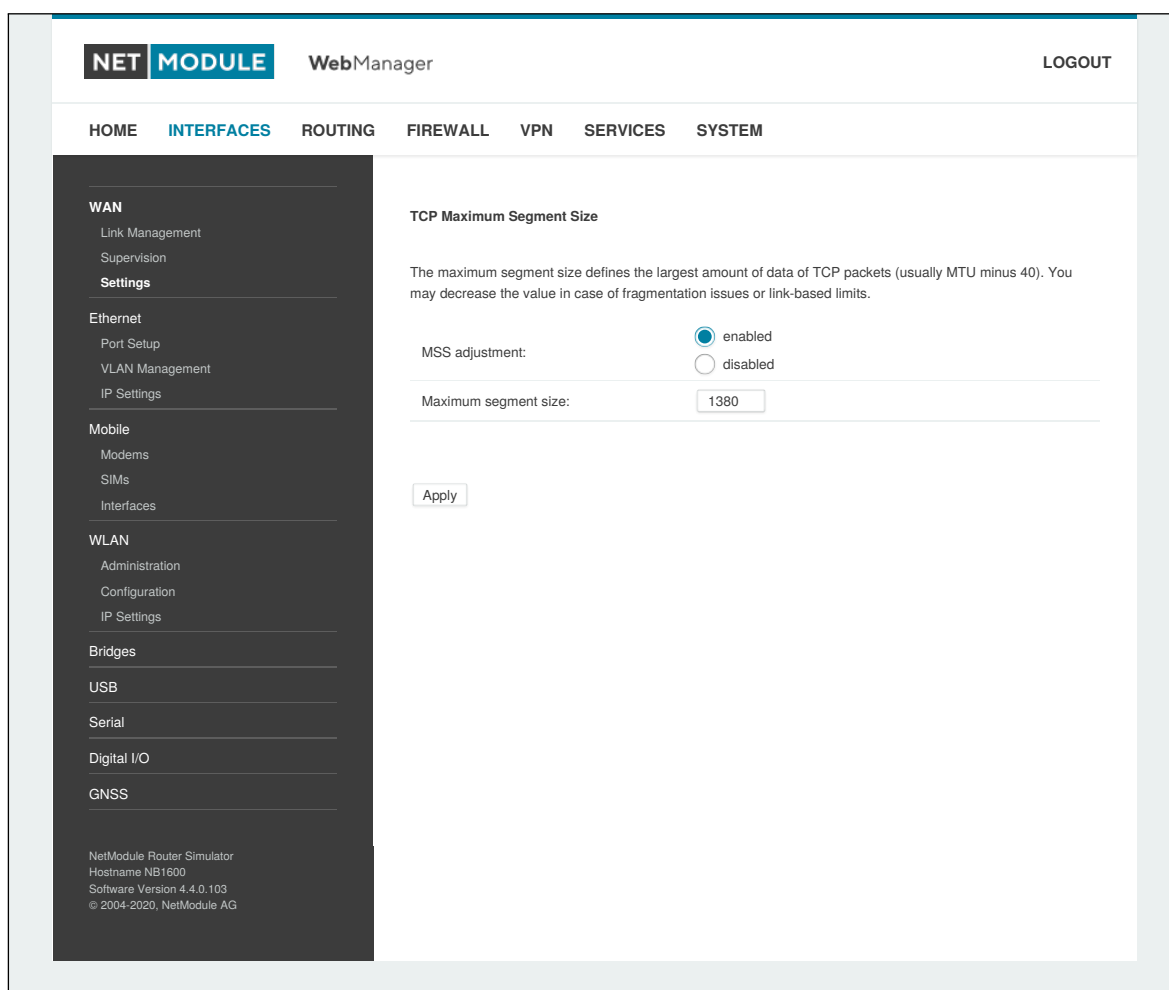 NET MODULE WebManager LOGOUT
HOME INTERFACES ROUTING FIREWALL VPN SERVICES SYSTEM
WAN
Link Management
Supervision
Settings
Ethernet
Port Setup
VLAN Management
IP Settings
Mobile
Modems
SIMs
Interfaces
WLAN
Administration
Configuration
IP Settings
Bridges
USB
Serial
Digital I/O
GNSS
NetModule Router Simulator
Hostname NB1600
Software Version 4.4.0.103
© 2004-2020, NetModule AG
TCP Maximum Segment Size
The maximum segment size defines the largest amount of data of TCP packets (usually MTU minus 40). You
may decrease the value in case of fragmentation issues or link-based limits.
MSS adjustment:
enabled
disabled
Maximum segment size: 1380
Apply